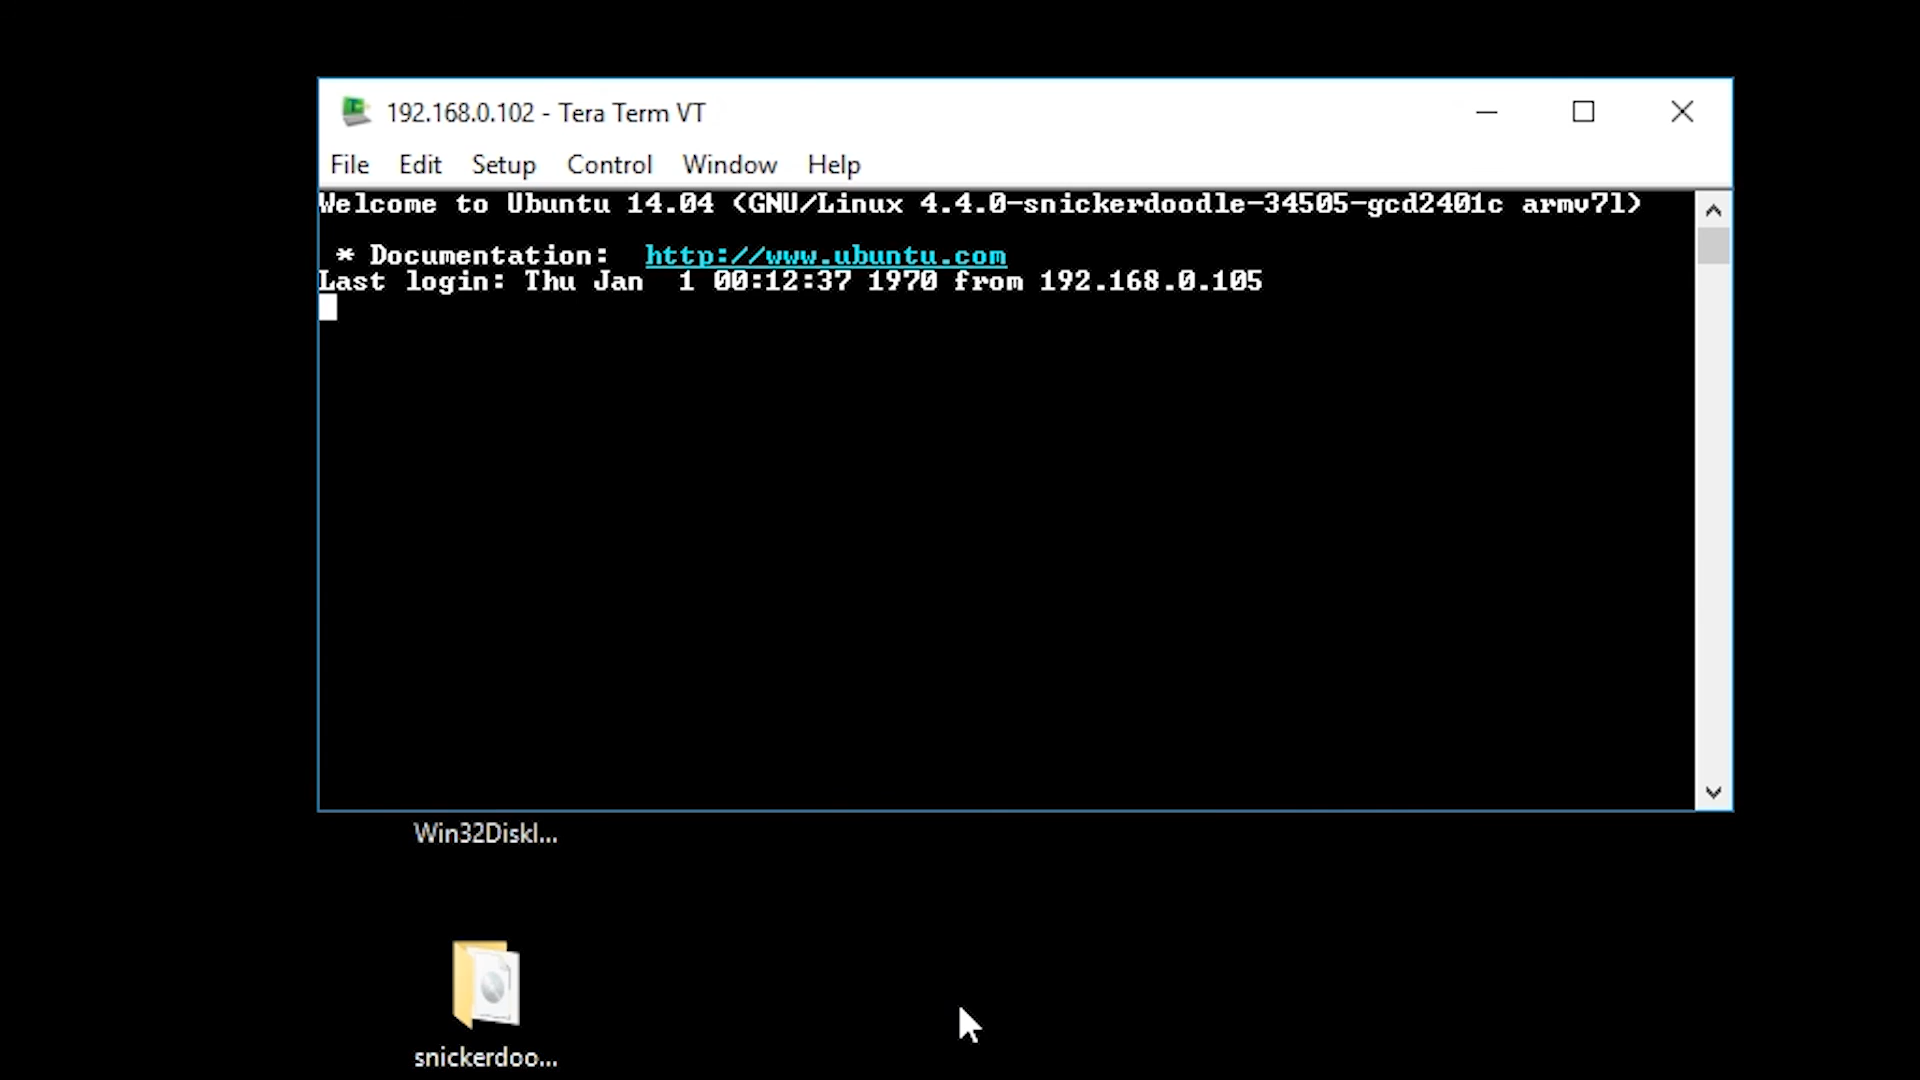 192.168.0.102 - Tera Term VT
File Edit Setup Control Window Help
Welcome to Ubuntu 14.04 (GNU/Linux 4.4.0-snickerdoodle-34505-gcd2401c armv7l)
* Documentation:  http://www.ubuntu.com
Last login: Thu Jan  1 00:12:37 1970 from 192.168.0.105
Win32DiskI...
snickerdoo...